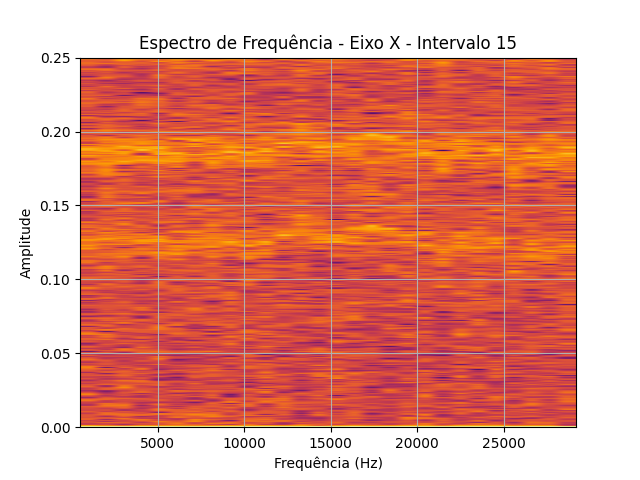 Espectro de Frequência - Eixo X - Intervalo 15
0.25
0.20
0.15
0.10
0.05
0.00
Amplitude
5000 10000 15000 20000 25000
Frequência (Hz)